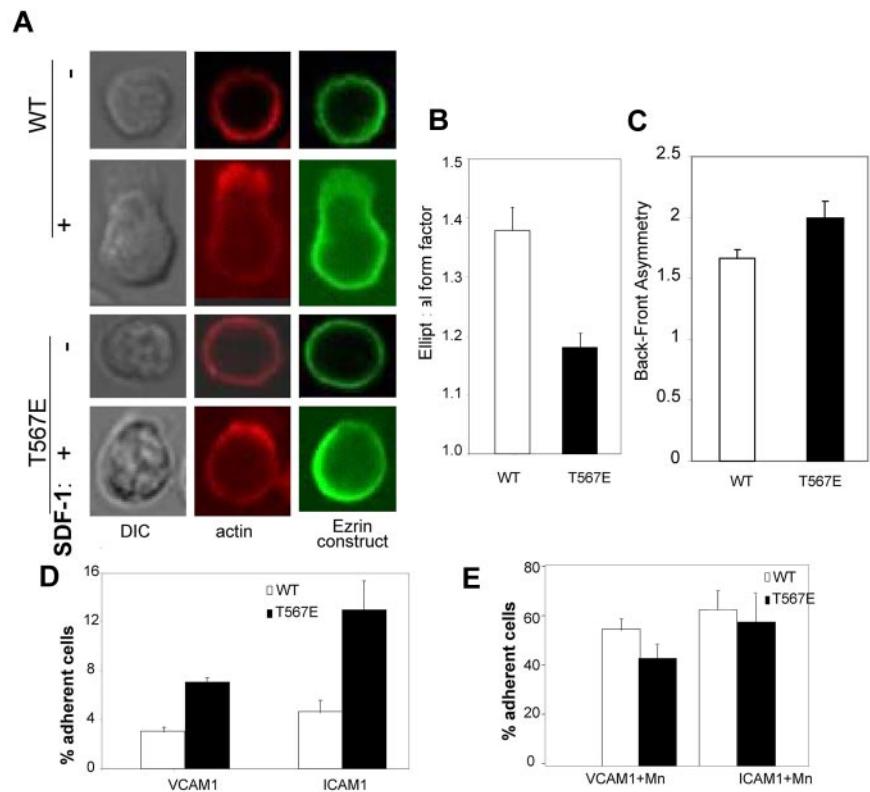 A
WT
-
+
T567E
-
+
SDF-1:
DIC
actin
Ezrin
construct
B
1.5
1.4
1.3
1.2
1.1
1.0
form factor
WT
T567E
C
Back-Front Asymmetry
2.5
2
1.5
1
0.5
0
WT
T567E
D
% adherent cells
16
12
8
4
0
WT
T567E
VCAM1
ICAM1
E
% adherent cells
80
60
40
20
0
WT
T567E
VCAM1+Mn
ICAM1+Mn